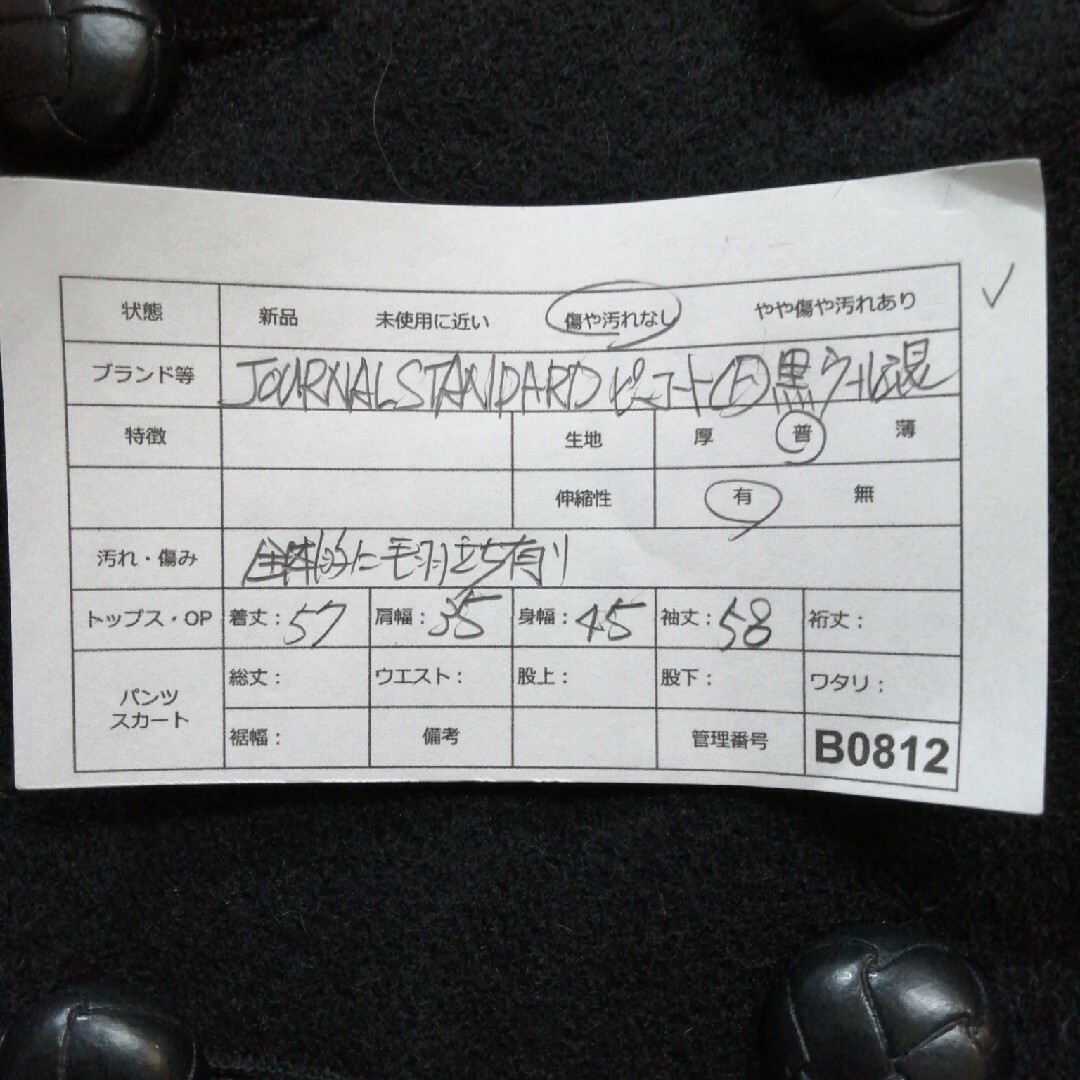 状態 新品 未使用に近い 傷や汚れなし やや傷や汚れあり
ブランド等 JOURNAL STANDARD ピーコート 黒 ウール混
特徴 生地 厚 普 薄
伸縮性 有 無
汚れ・傷み 全体的に毛羽立ち有り
トップス・OP 着丈：57 肩幅：35 身幅：45 袖丈：58 裄丈：
パンツ スカート 総丈： ウエスト： 股上： 股下： ワタリ：
裾幅： 備考 管理番号 B0812